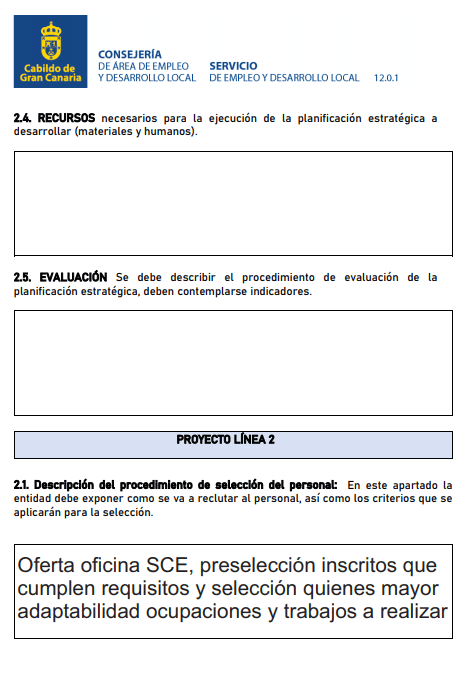 Cabildo de
Gran Canaria
CONSEJERÍA
DE ÁREA DE EMPLEO
Y DESARROLLO LOCAL
SERVICIO
DE EMPLEO Y DESARROLLO LOCAL 12.0.1
2.4. RECURSOS necesarios para la ejecución de la planificación estratégica a
desarrollar (materiales y humanos).
2.5. EVALUACIÓN Se debe describir el procedimiento de evaluación de la
planificación estratégica, deben contemplarse indicadores.
PROYECTO LÍNEA 2
2.1. Descripción del procedimiento de selección del personal: En este apartado la
entidad debe exponer como se va a reclutar al personal, así como los criterios que se
aplicarán para la selección.
Oferta oficina SCE, preselección inscritos que
cumplen requisitos y selección quienes mayor
adaptabilidad ocupaciones y trabajos a realizar